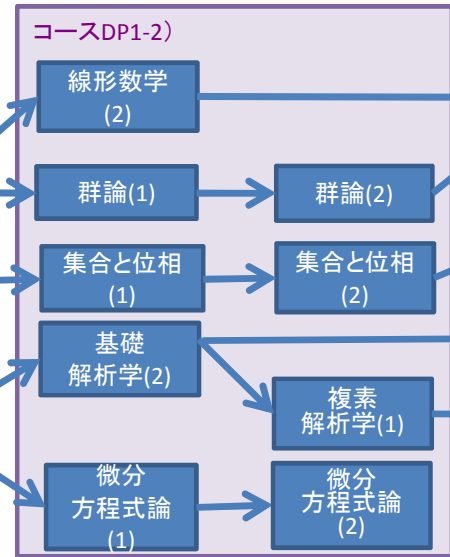 コースDP1-2）
線形数学
(2)
群論(1)
群論(2)
集合と位相
(1)
集合と位相
(2)
基礎
解析学(2)
複素
解析学(1)
微分
方程式論
(1)
微分
方程式論
(2)